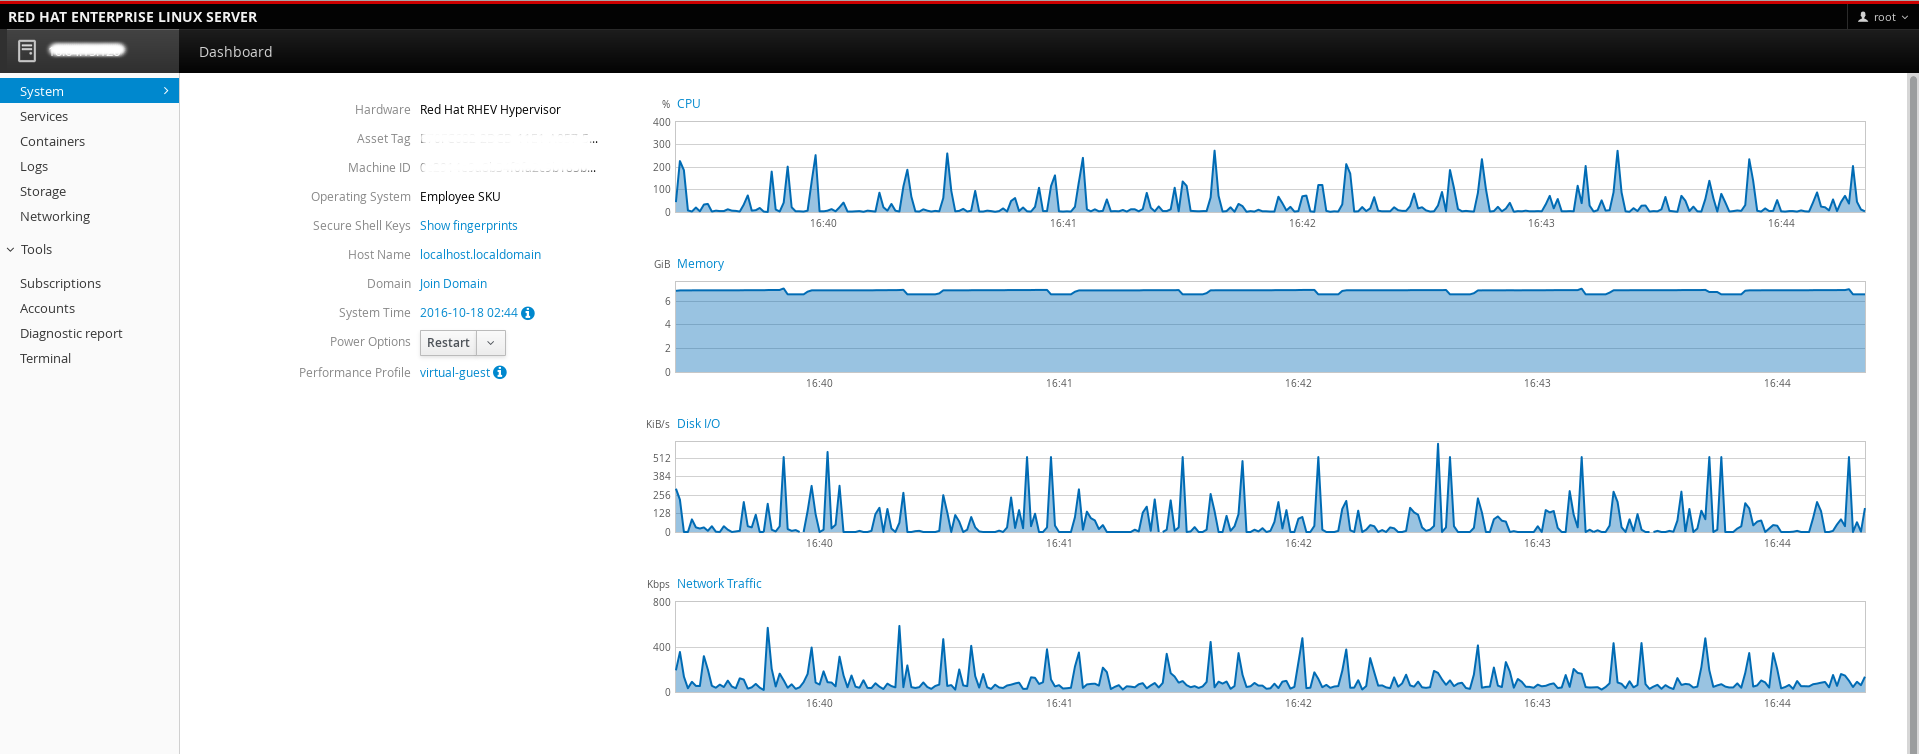 RED HAT ENTERPRISE LINUX SERVER
root
Dashboard
System
Services
Containers
Logs
Storage
Networking
Tools
Subscriptions
Accounts
Diagnostic report
Terminal
Hardware Red Hat RHEV Hypervisor
Asset Tag ...
Machine ID ...
Operating System Employee SKU
Secure Shell Keys Show fingerprints
Host Name localhost.localdomain
Domain Join Domain
System Time 2016-10-18 02:44
Power Options Restart
Performance Profile virtual-guest
% CPU
400
300
200
100
0
16:40 16:41 16:42 16:43 16:44
GiB Memory
6
4
2
0
16:40 16:41 16:42 16:43 16:44
KiB/s Disk I/O
512
384
256
128
0
16:40 16:41 16:42 16:43 16:44
Kbps Network Traffic
800
400
0
16:40 16:41 16:42 16:43 16:44